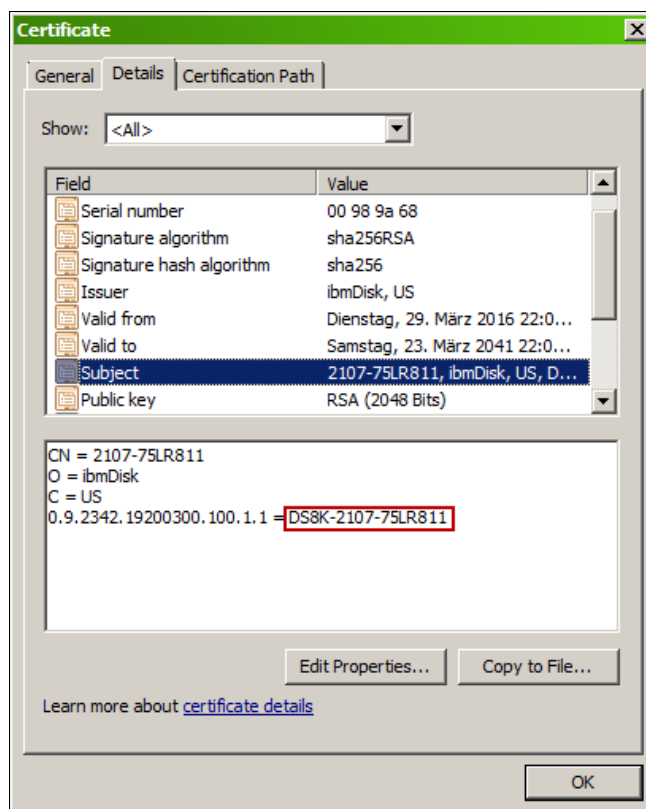 Certificate
General Details Certification Path
Show: <All>
Field Value
Serial number 00 98 9a 68
Signature algorithm sha256RSA
Signature hash algorithm sha256
Issuer ibmDisk, US
Valid from Dienstag, 29. März 2016 22:0...
Valid to Samstag, 23. März 2041 22:0...
Subject 2107-75LR811, ibmDisk, US, D...
Public key RSA (2048 Bits)
CN = 2107-75LR811
O = ibmDisk
C = US
0.9.2342.19200300.100.1.1 = DS8K-2107-75LR811
Edit Properties... Copy to File...
Learn more about certificate details
OK